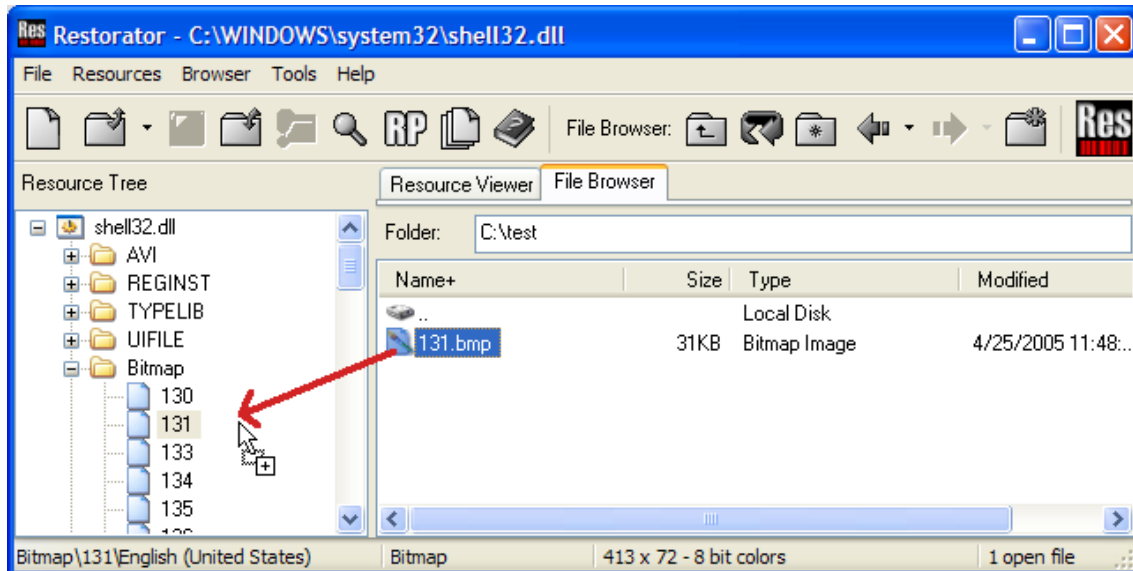 Res Restorator - C:\WINDOWS\system32\shell32.dll
File Resources Browser Tools Help
RP File Browser: Res
Resource Tree
Resource Viewer File Browser
shell32.dll
Folder: C:\test
AVI
Name+ Size Type Modified
REGINST
TYPELIB
.. Local Disk
UIFILE
131.bmp 31KB Bitmap Image 4/25/2005 11:48:...
Bitmap
130
131
133
134
135
Bitmap\131\English (United States) Bitmap 413 x 72 - 8 bit colors 1 open file